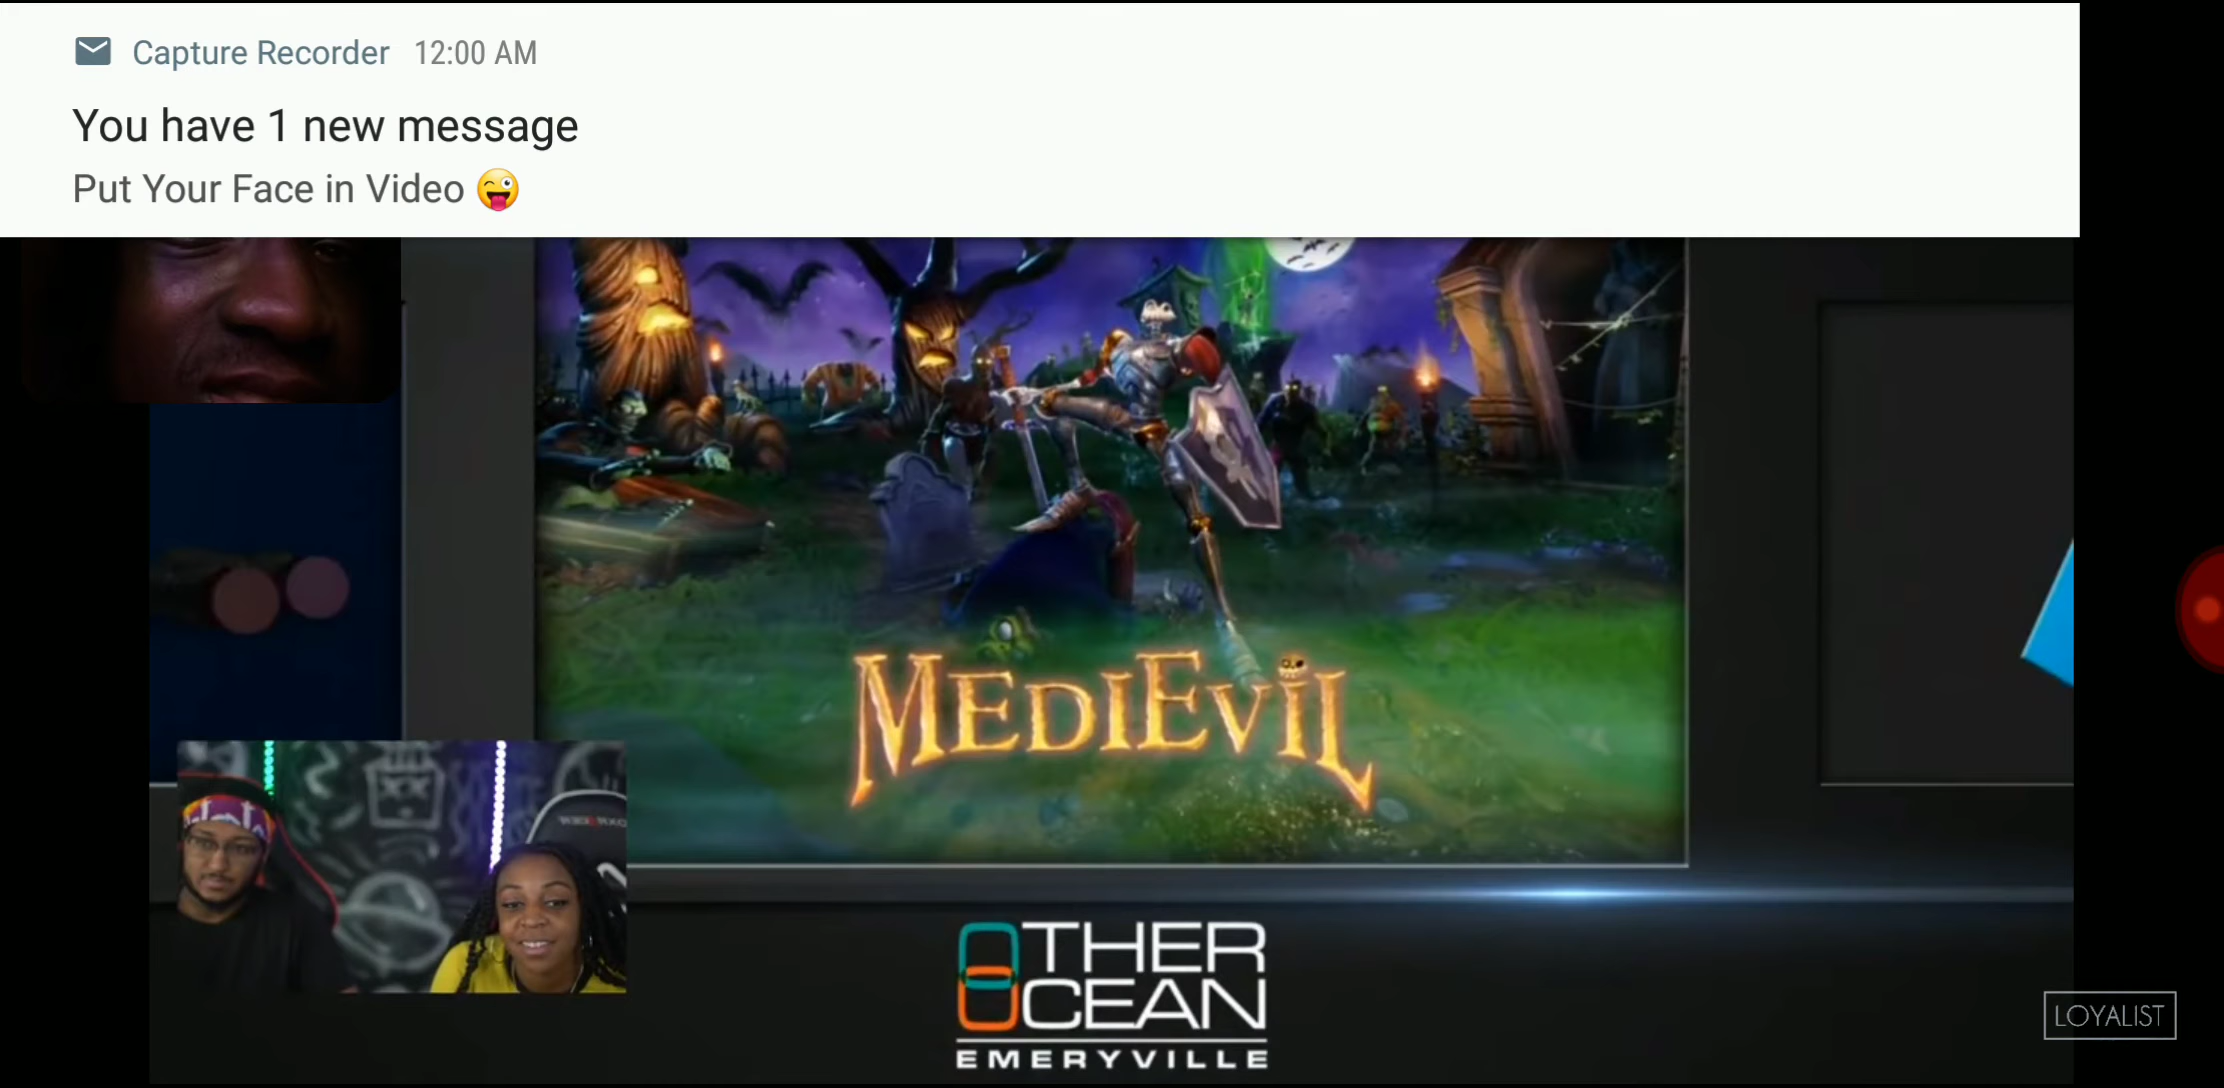 Capture Recorder 12:00 AM
You have 1 new message
Put Your Face in Video 😜
MEDIEVIL
OTHER
OCEAN
EMERYVILLE
LOYALIST